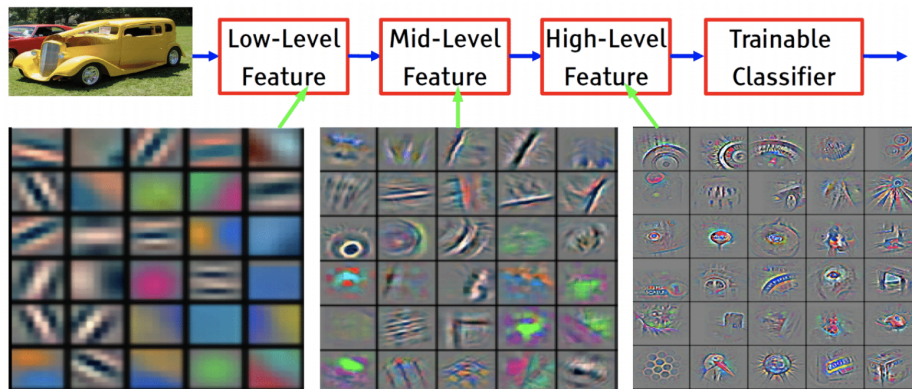 Low-Level
Feature
Mid-Level
Feature
High-Level
Feature
Trainable
Classifier